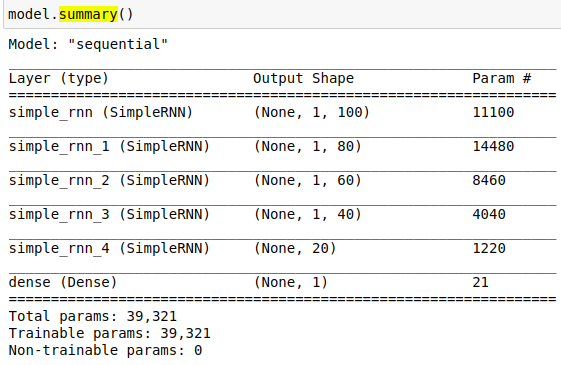 model.summary()
Model: "sequential"
Layer (type) Output Shape Param #
simple_rnn (SimpleRNN) (None, 1, 100) 11100
simple_rnn_1 (SimpleRNN) (None, 1, 80) 14480
simple_rnn_2 (SimpleRNN) (None, 1, 60) 8460
simple_rnn_3 (SimpleRNN) (None, 1, 40) 4040
simple_rnn_4 (SimpleRNN) (None, 20) 1220
dense (Dense) (None, 1) 21
Total params: 39,321
Trainable params: 39,321
Non-trainable params: 0